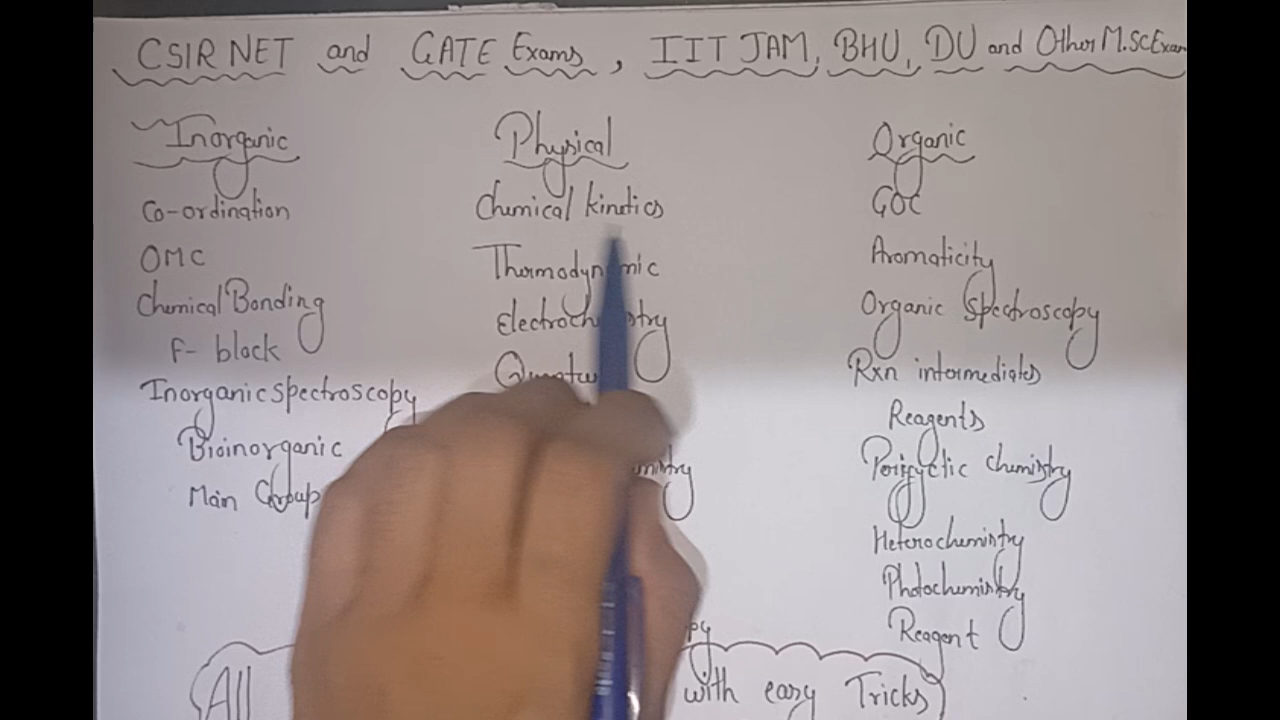 CSIR NET and GATE Exams, IIT JAM, BHU, DU and Other M.SC Exam
Inorganic
Co-ordination
OMC
Chemical Bonding
F- block
Inorganic spectroscopy
Bioinorganic
Main Group
Physical
Chemical kinetics
Thermodynamic
Electrochemistry
Organic
GOC
Aromaticity
Organic Spectroscopy
Rxn intermediates
Reagents
Pericyclic chemistry
Heterochemistry
Photochemistry
Reagent
All with easy Tricks